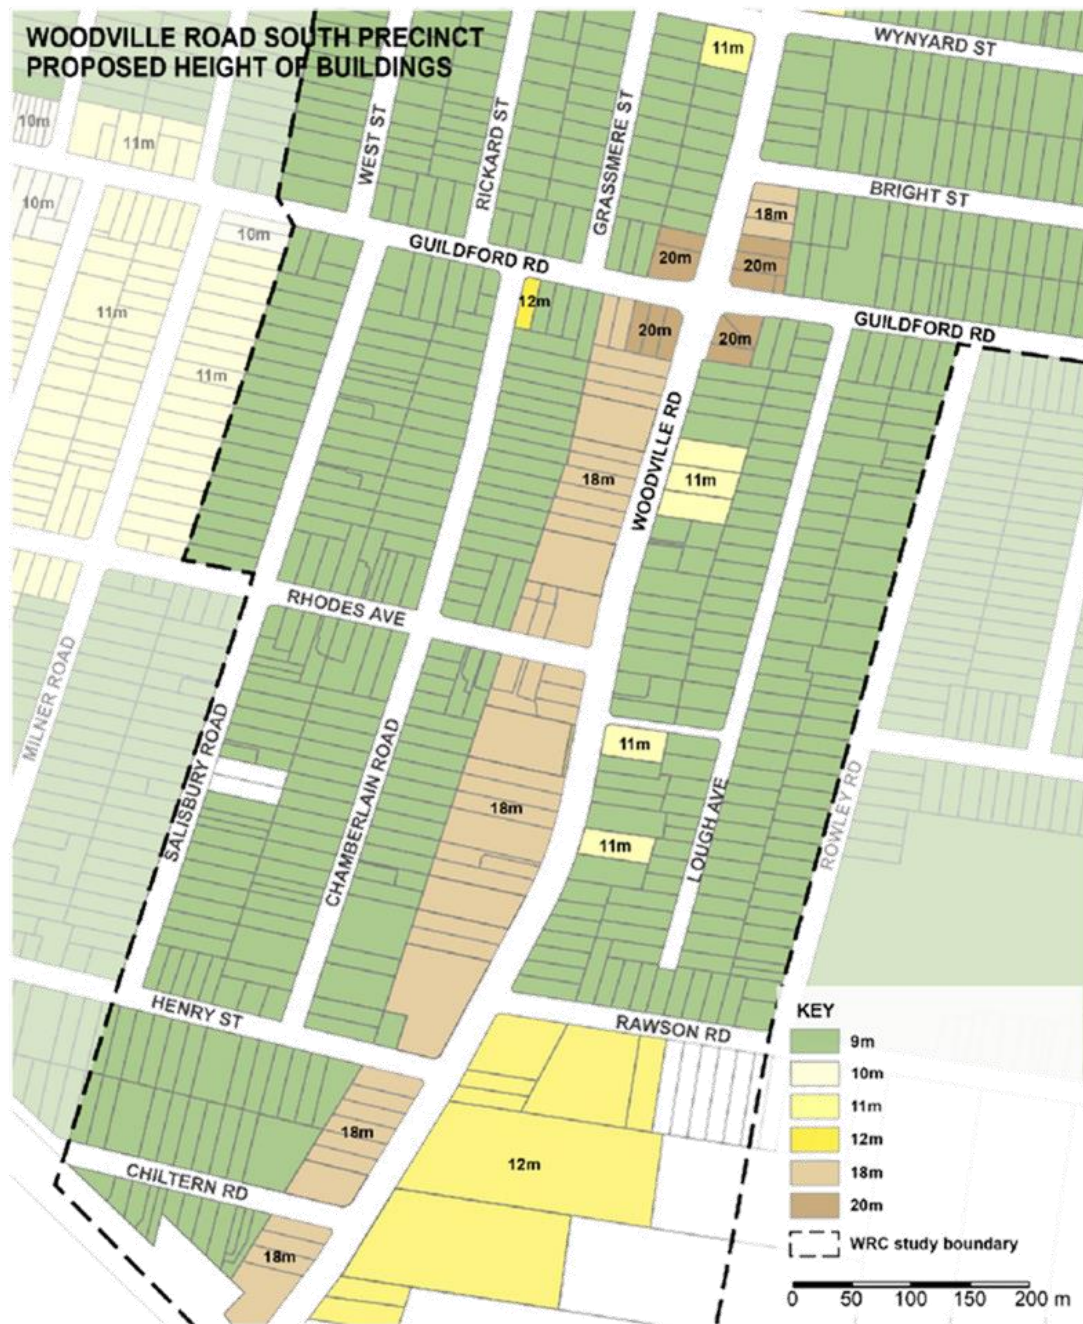 WOODVILLE ROAD SOUTH PRECINCT
PROPOSED HEIGHT OF BUILDINGS
WYNYARD ST
11m
10m
11m
WEST ST
RICKARD ST
GRASSMERE ST
BRIGHT ST
10m
18m
10m
GUILDFORD RD
20m
20m
12m
11m
20m
20m
GUILDFORD RD
11m
WOODVILLE RD
18m
11m
RHODES AVE
MILNER ROAD
SALISBURY ROAD
CHAMBERLAIN ROAD
11m
18m
LOUGH AVE
ROWLEY RD
11m
HENRY ST
RAWSON RD
18m
12m
CHILTERN RD
18m
KEY
9m
10m
11m
12m
18m
20m
WRC study boundary
0 50 100 150 200 m